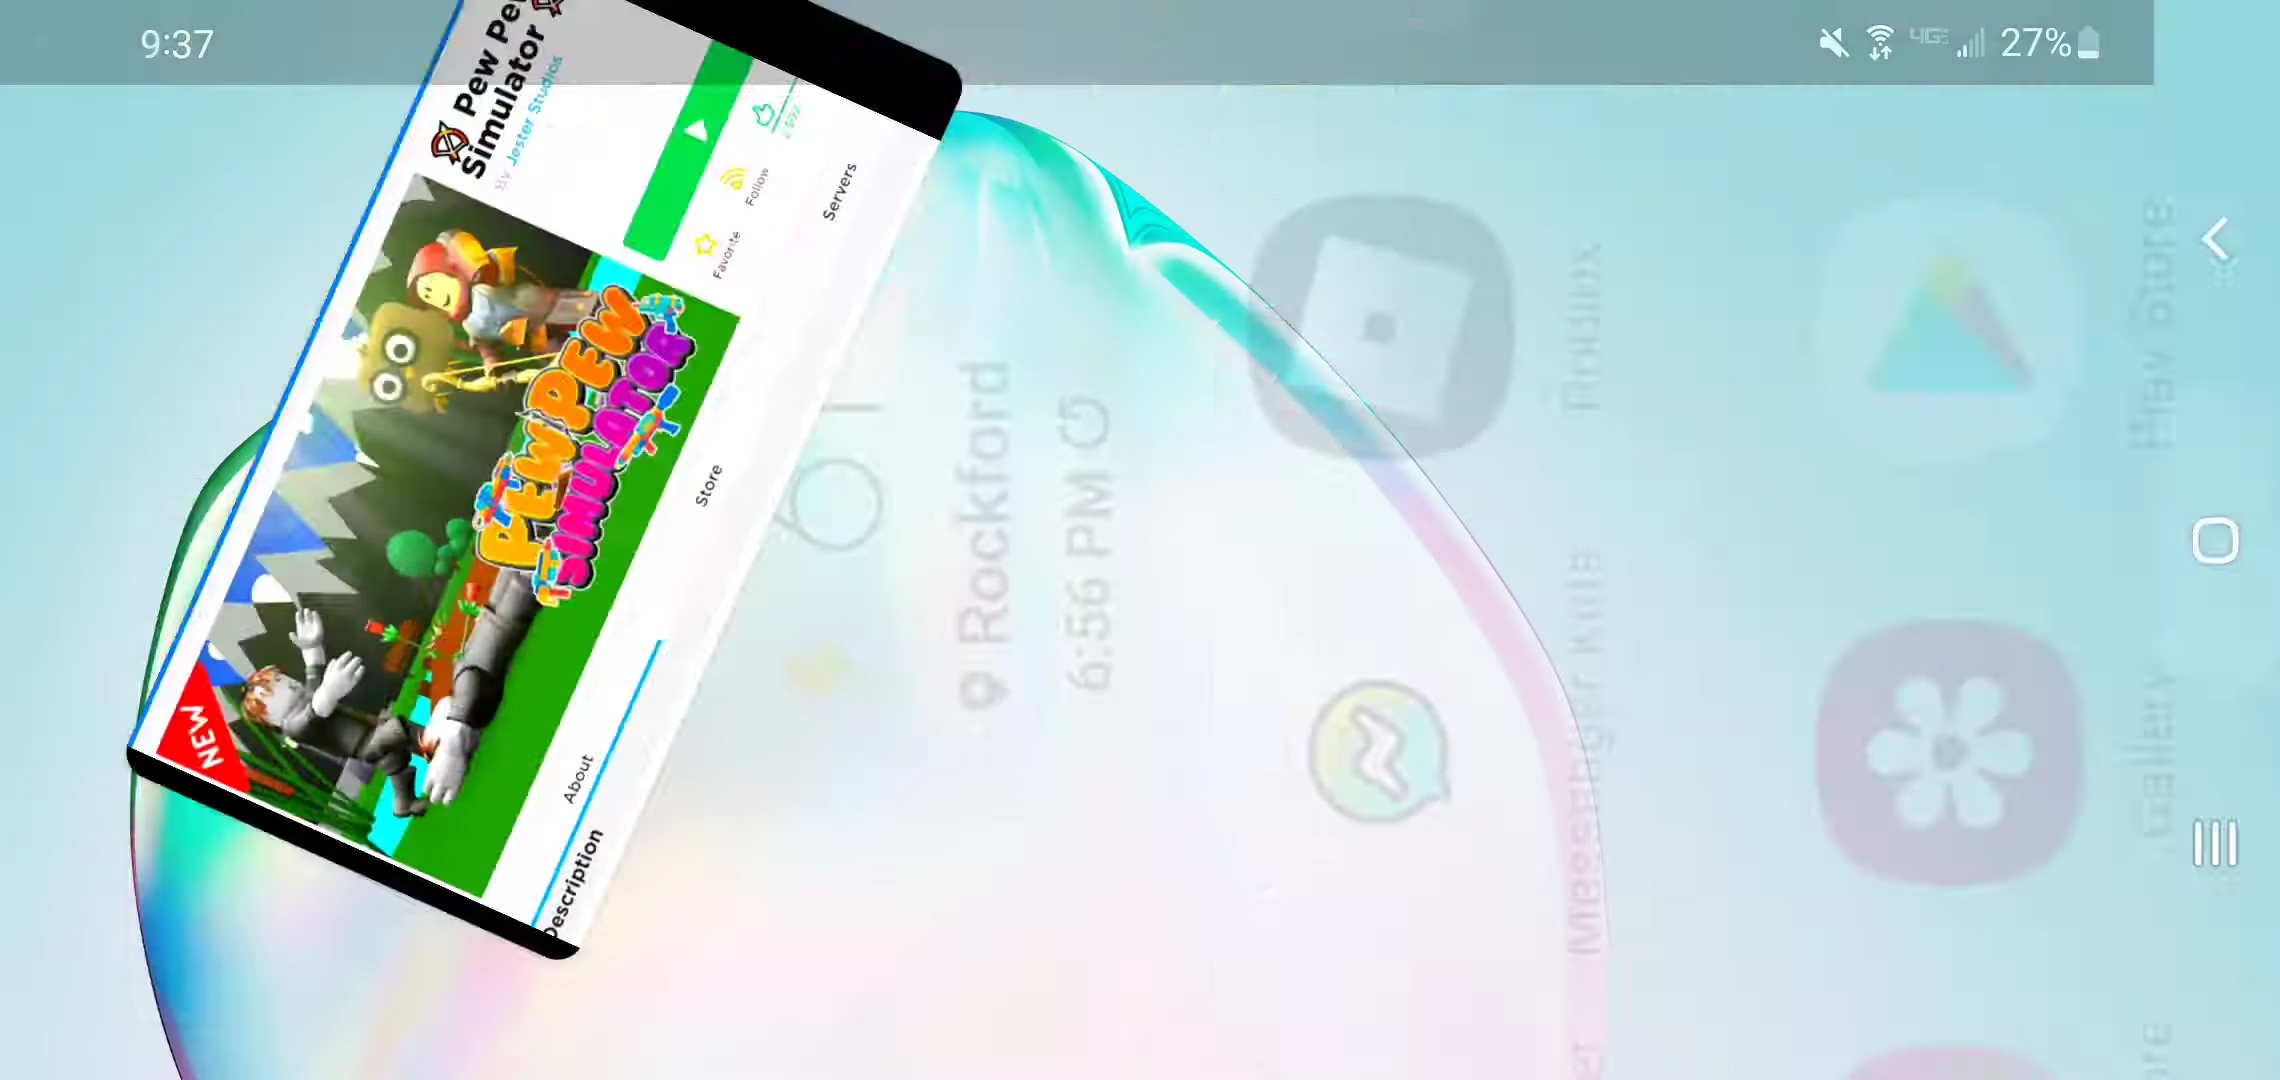 9:37
4GE
27%
Pew Pe
Simulator
By Jester Studios
Follow
Favorite
Servers
Store
About
Description
PEW PEW
SIMULATOR
NEW
Rockford
6:56 PM
Roblox
Play Store
Messenger Kids
Gallery